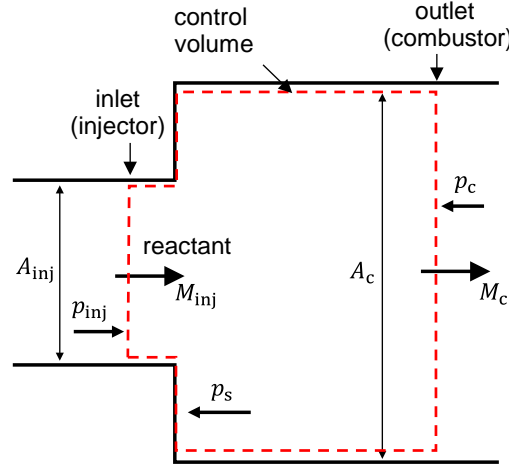 control
volume
outlet
(combustor)
inlet
(injector)
p_c
reactant
A_inj
M_inj
A_c
M_c
p_inj
p_s